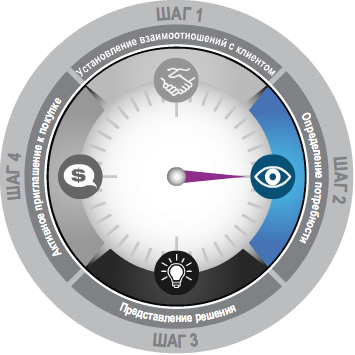 ШАГ 1
Установление взаимоотношений с клиентом
ШАГ 2
Определение потребности
ШАГ 3
Представление решения
ШАГ 4
Активное приглашение к покупке
$